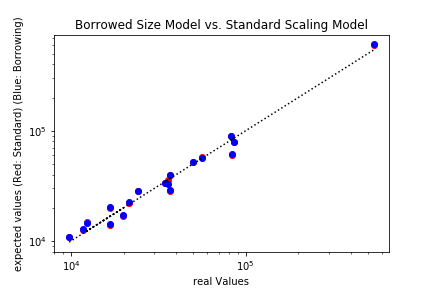 Borrowed Size Model vs. Standard Scaling Model
expected values (Red: Standard) (Blue: Borrowing)
10⁵
10⁴
10⁴ 10⁵
real Values